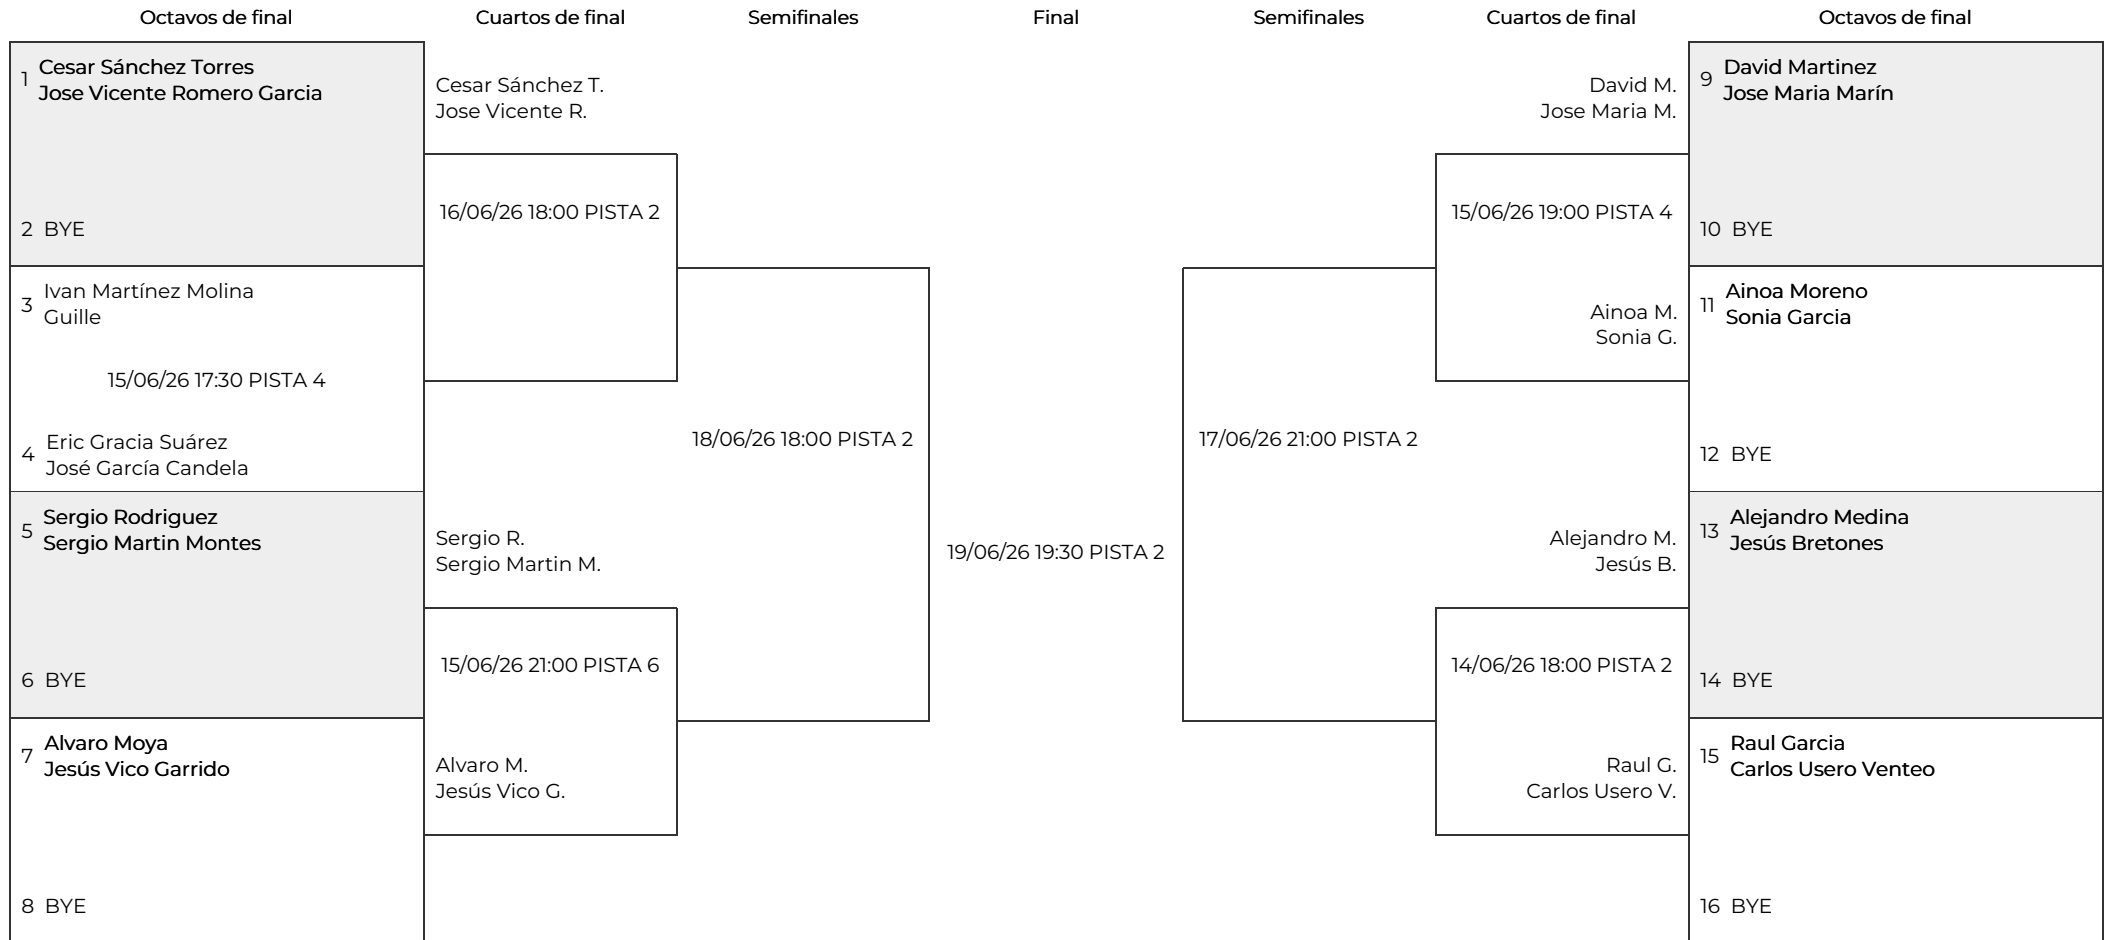 Octavos de final
Cuartos de final
Semifinales
Final
Semifinales
Cuartos de final
Octavos de final
1 Cesar Sánchez Torres
Jose Vicente Romero Garcia
2 BYE
3 Ivan Martínez Molina
Guille
15/06/26 17:30 PISTA 4
4 Eric Gracia Suárez
José García Candela
5 Sergio Rodriguez
Sergio Martin Montes
6 BYE
7 Alvaro Moya
Jesús Vico Garrido
8 BYE
Cesar Sánchez T.
Jose Vicente R.
16/06/26 18:00 PISTA 2
Sergio R.
Sergio Martin M.
15/06/26 21:00 PISTA 6
Alvaro M.
Jesús Vico G.
18/06/26 18:00 PISTA 2
19/06/26 19:30 PISTA 2
17/06/26 21:00 PISTA 2
David M.
Jose Maria M.
15/06/26 19:00 PISTA 4
Ainoa M.
Sonia G.
Alejandro M.
Jesús B.
14/06/26 18:00 PISTA 2
Raul G.
Carlos Usero V.
9 David Martinez
Jose Maria Marín
10 BYE
11 Ainoa Moreno
Sonia Garcia
12 BYE
13 Alejandro Medina
Jesús Bretones
14 BYE
15 Raul Garcia
Carlos Usero Venteo
16 BYE